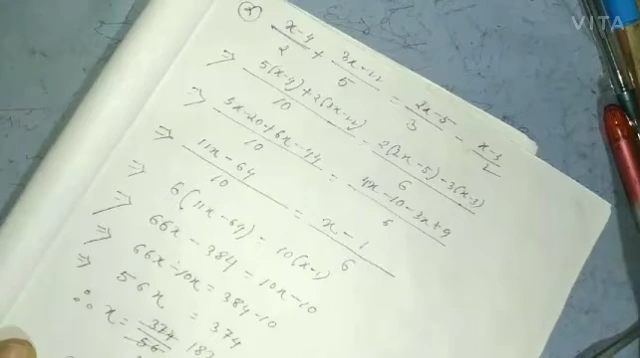 VITA
(x-4)/2 + (3x-22)/5 = (2x-5)/3 - (x-3)/2
⇒ (5(x-4)+2(3x-22))/10 = (2(2x-5)-3(x-3))/6
⇒ (5x-20+6x-44)/10 = (4x-10-3x+9)/6
⇒ (11x-64)/10 = (x-1)/6
⇒ 6(11x-64) = 10(x-1)
⇒ 66x-384 = 10x-10
⇒ 66x-10x = 384-10
⇒ 56x = 374
∴ x = 374/56